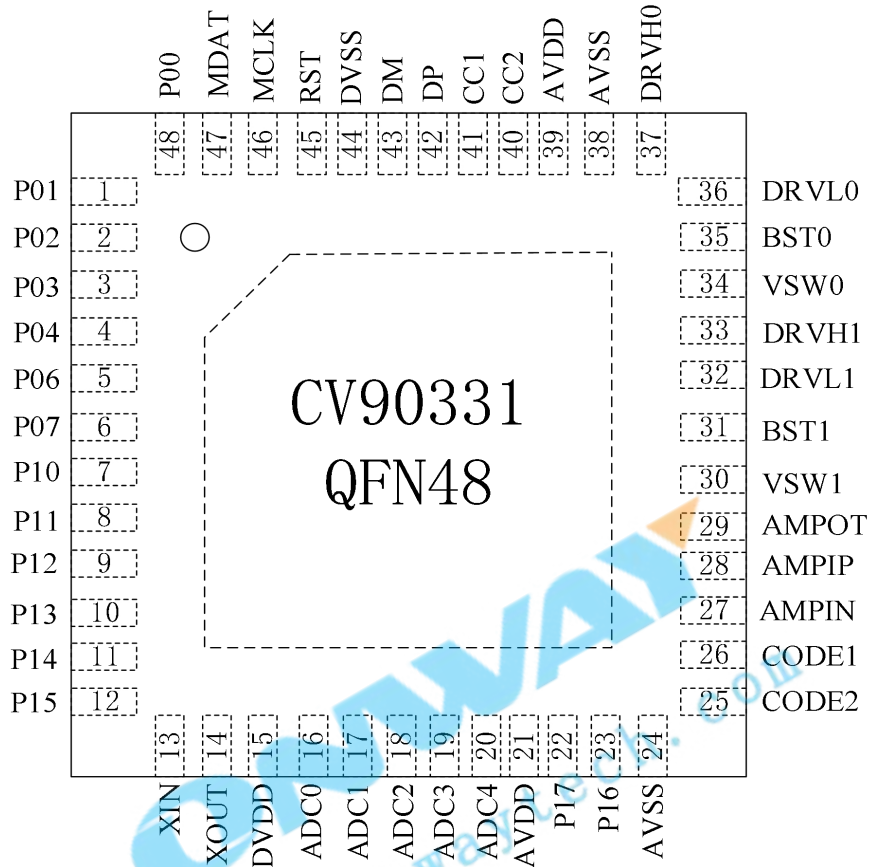 P00 MDAT MCLK RST DVSS DM DP CC1 CC2 AVDD AVSS DRVH0
48 47 46 45 44 43 42 41 40 39 38 37
P01 1 36 DRVL0
P02 2 35 BST0
P03 3 34 VSW0
P04 4 33 DRVH1
P06 5 32 DRVL1
P07 6 31 BST1
P10 7 30 VSW1
P11 8 29 AMPOT
P12 9 28 AMPIP
P13 10 27 AMPIN
P14 11 26 CODE1
P15 12 25 CODE2
CV90331
QFN48
13 14 15 16 17 18 19 20 21 22 23 24
XIN XOUT DVDD ADC0 ADC1 ADC2 ADC3 ADC4 AVDD P17 P16 AVSS
ONWAY
waytech.com